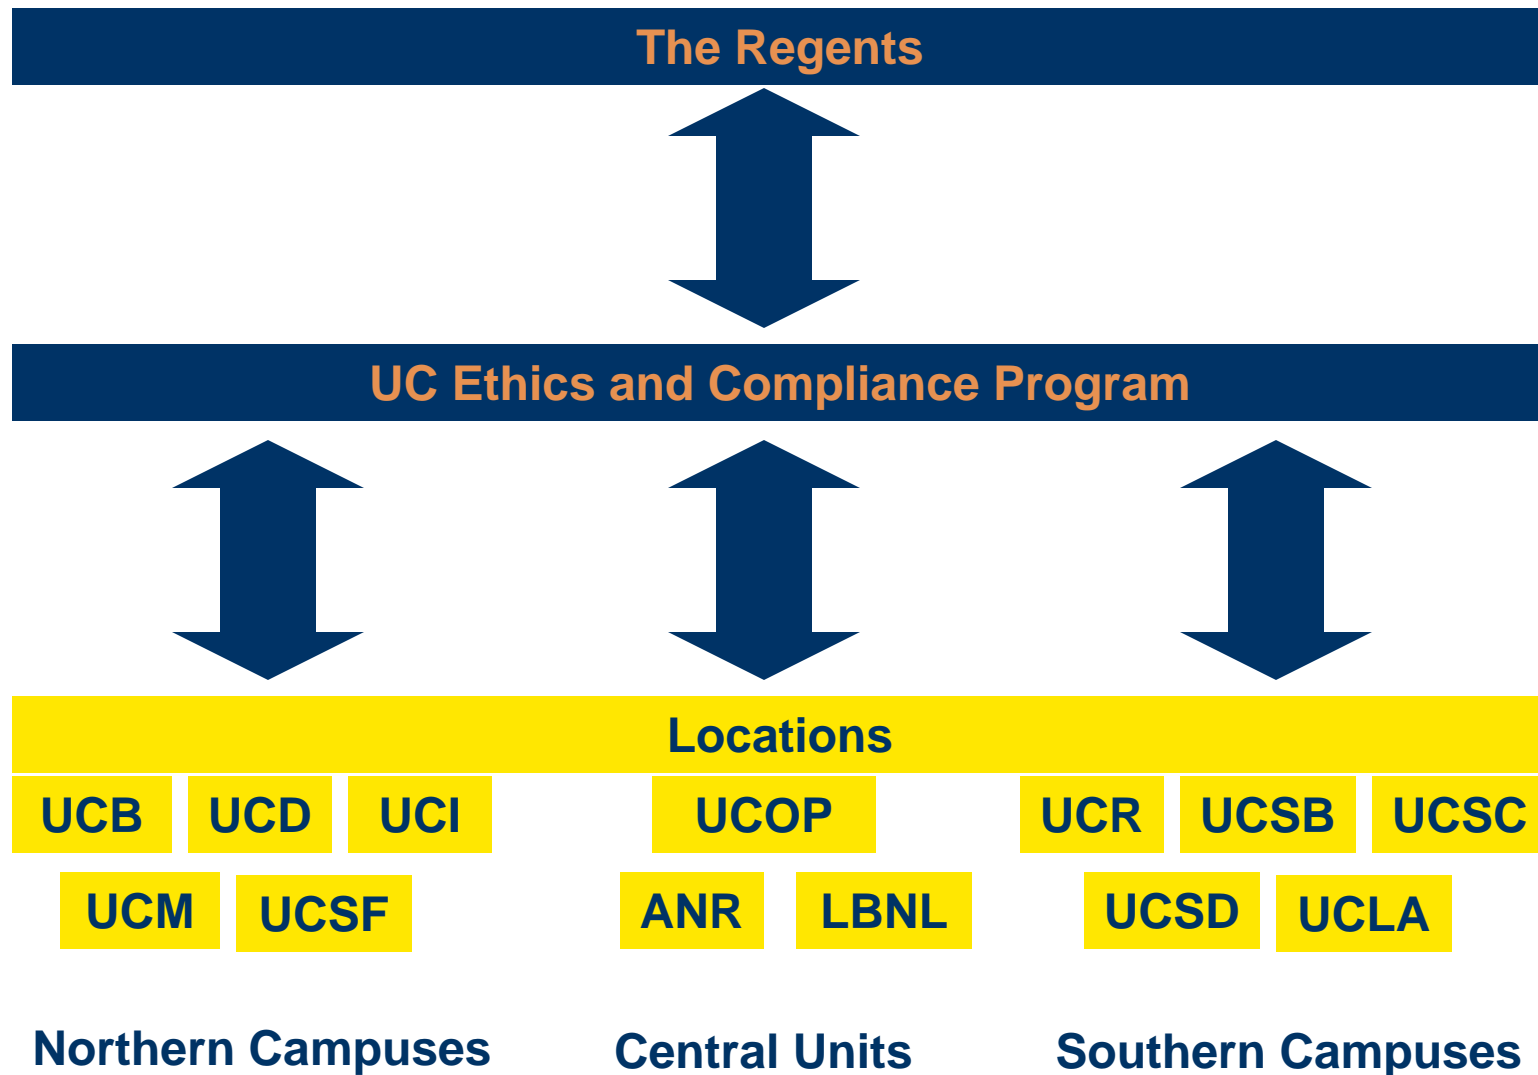 The Regents
UC Ethics and Compliance Program
Locations
UCB UCD UCI UCOP UCR UCSB UCSC
UCM UCSF ANR LBNL UCSD UCLA
Northern Campuses Central Units Southern Campuses